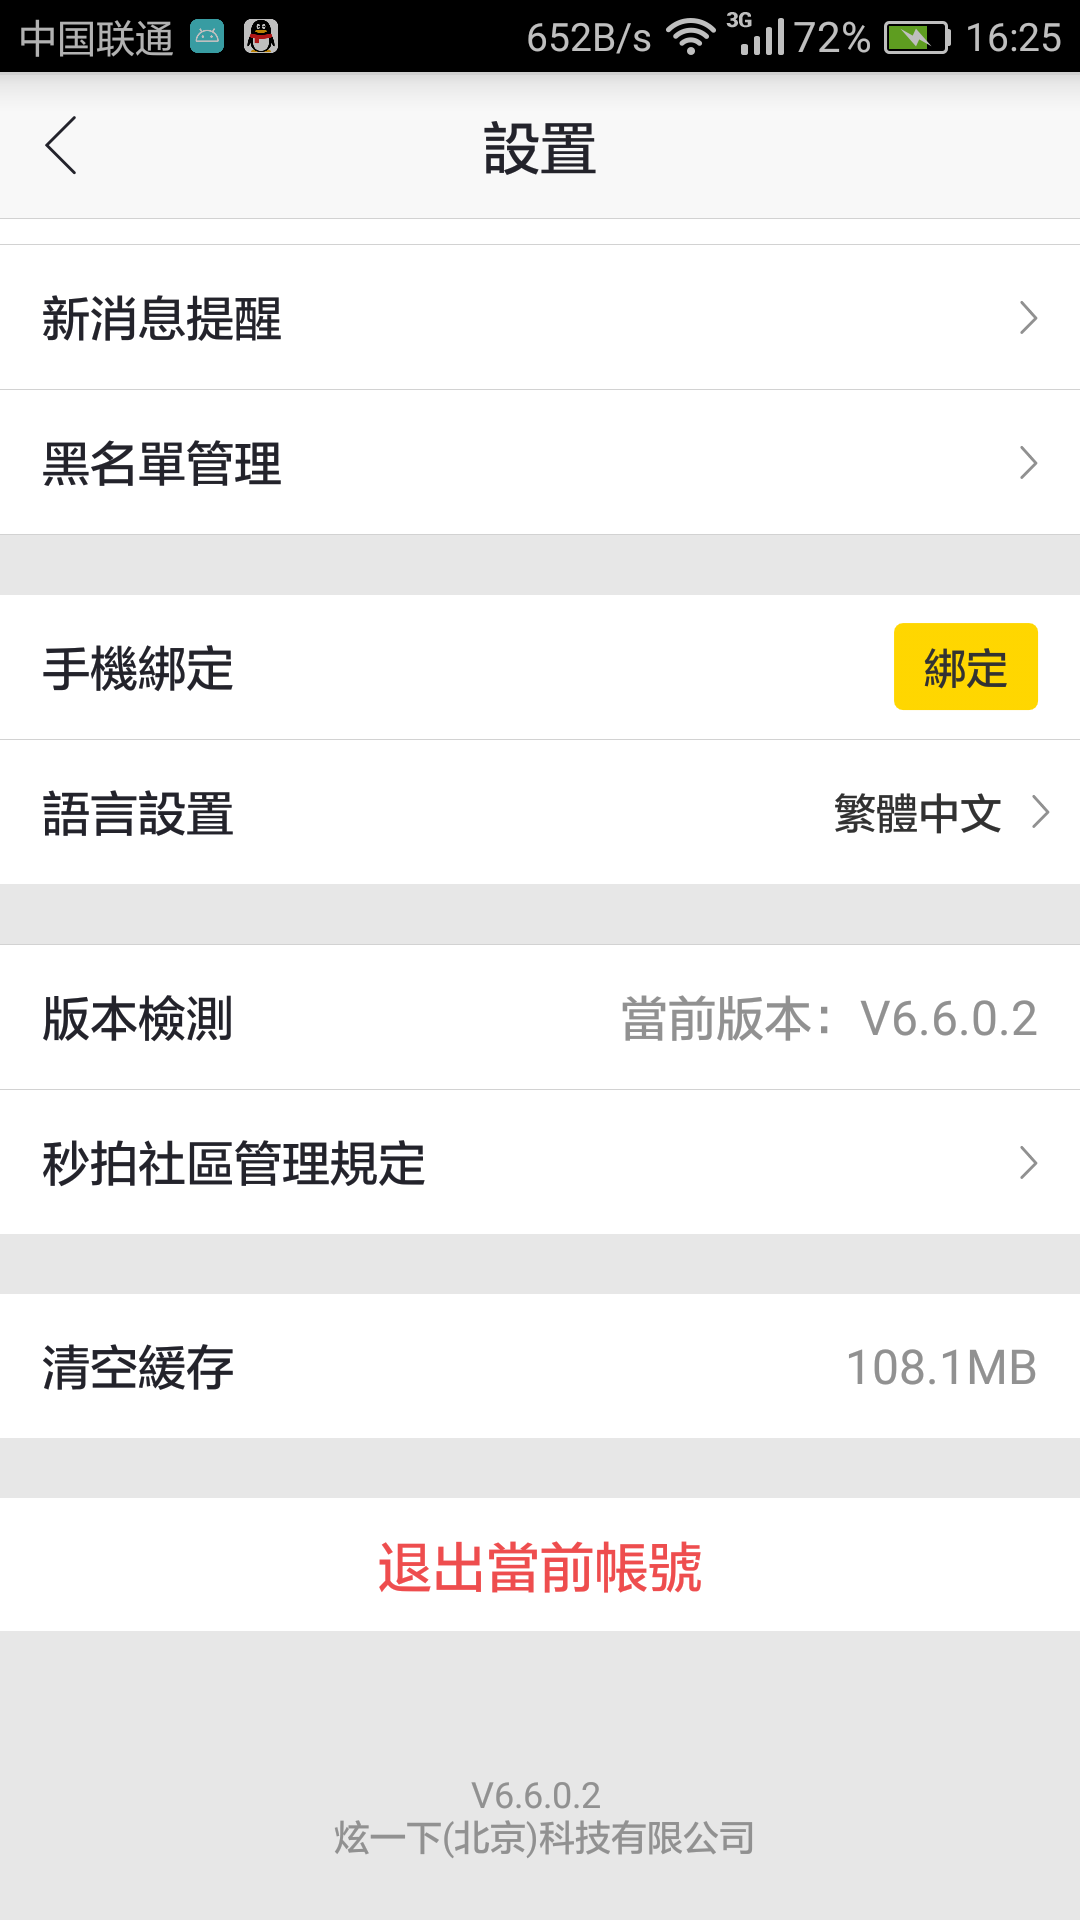 中国联通 652B/s 3G 72% 16:25
設置
新消息提醒
黑名單管理
手機綁定 綁定
語言設置 繁體中文
版本檢測 當前版本：V6.6.0.2
秒拍社區管理規定
清空緩存 108.1MB
退出當前帳號
V6.6.0.2
炫一下(北京)科技有限公司